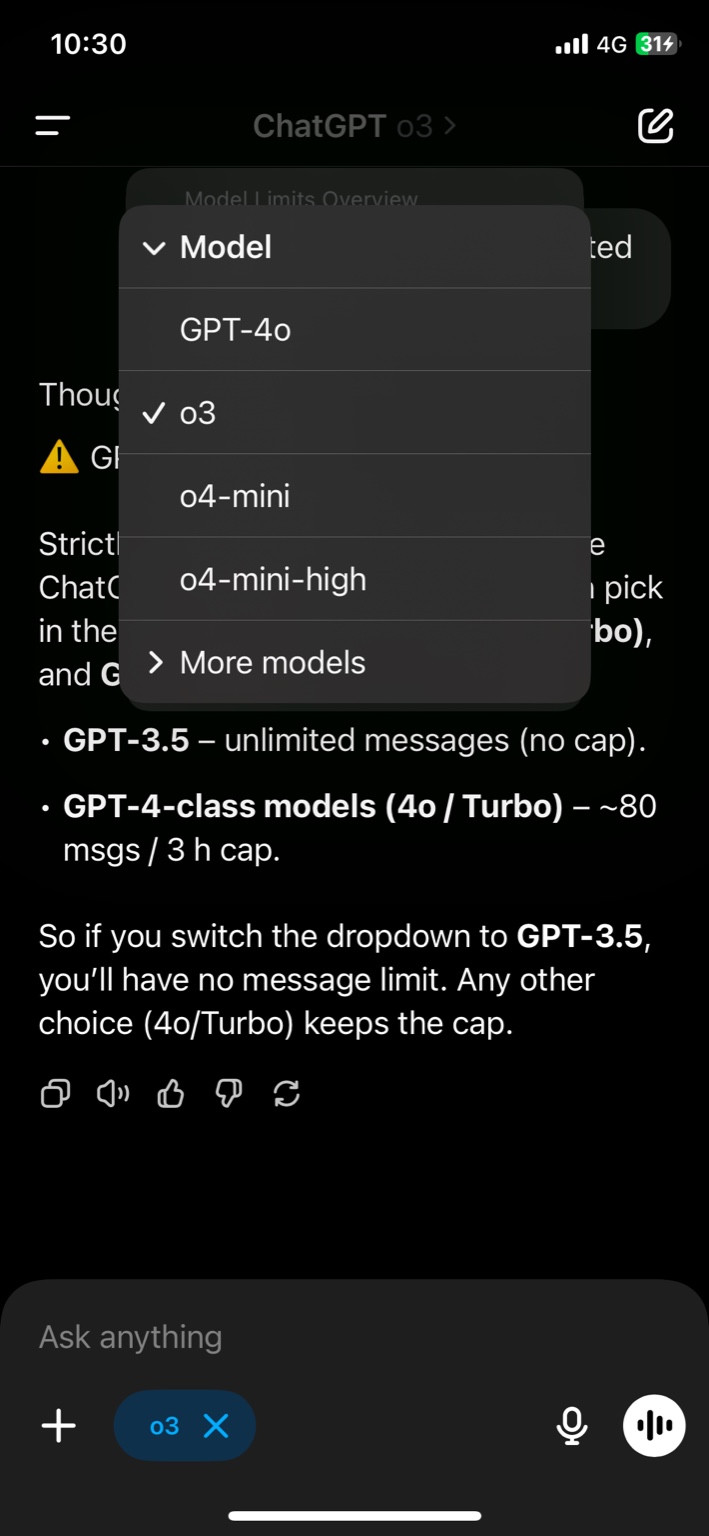 10:30
4G
31
ChatGPT o3 >
Model Limits Overview
Model
ted
GPT-4o
Thoug
o3
⚠️ GP
o4-mini
Strictl
e
ChatG
o4-mini-high
pick
in the
rbo),
and G
More models
• GPT-3.5 – unlimited messages (no cap).
• GPT-4-class models (4o / Turbo) – ~80
msgs / 3 h cap.
So if you switch the dropdown to GPT-3.5,
you’ll have no message limit. Any other
choice (4o/Turbo) keeps the cap.
Ask anything
o3